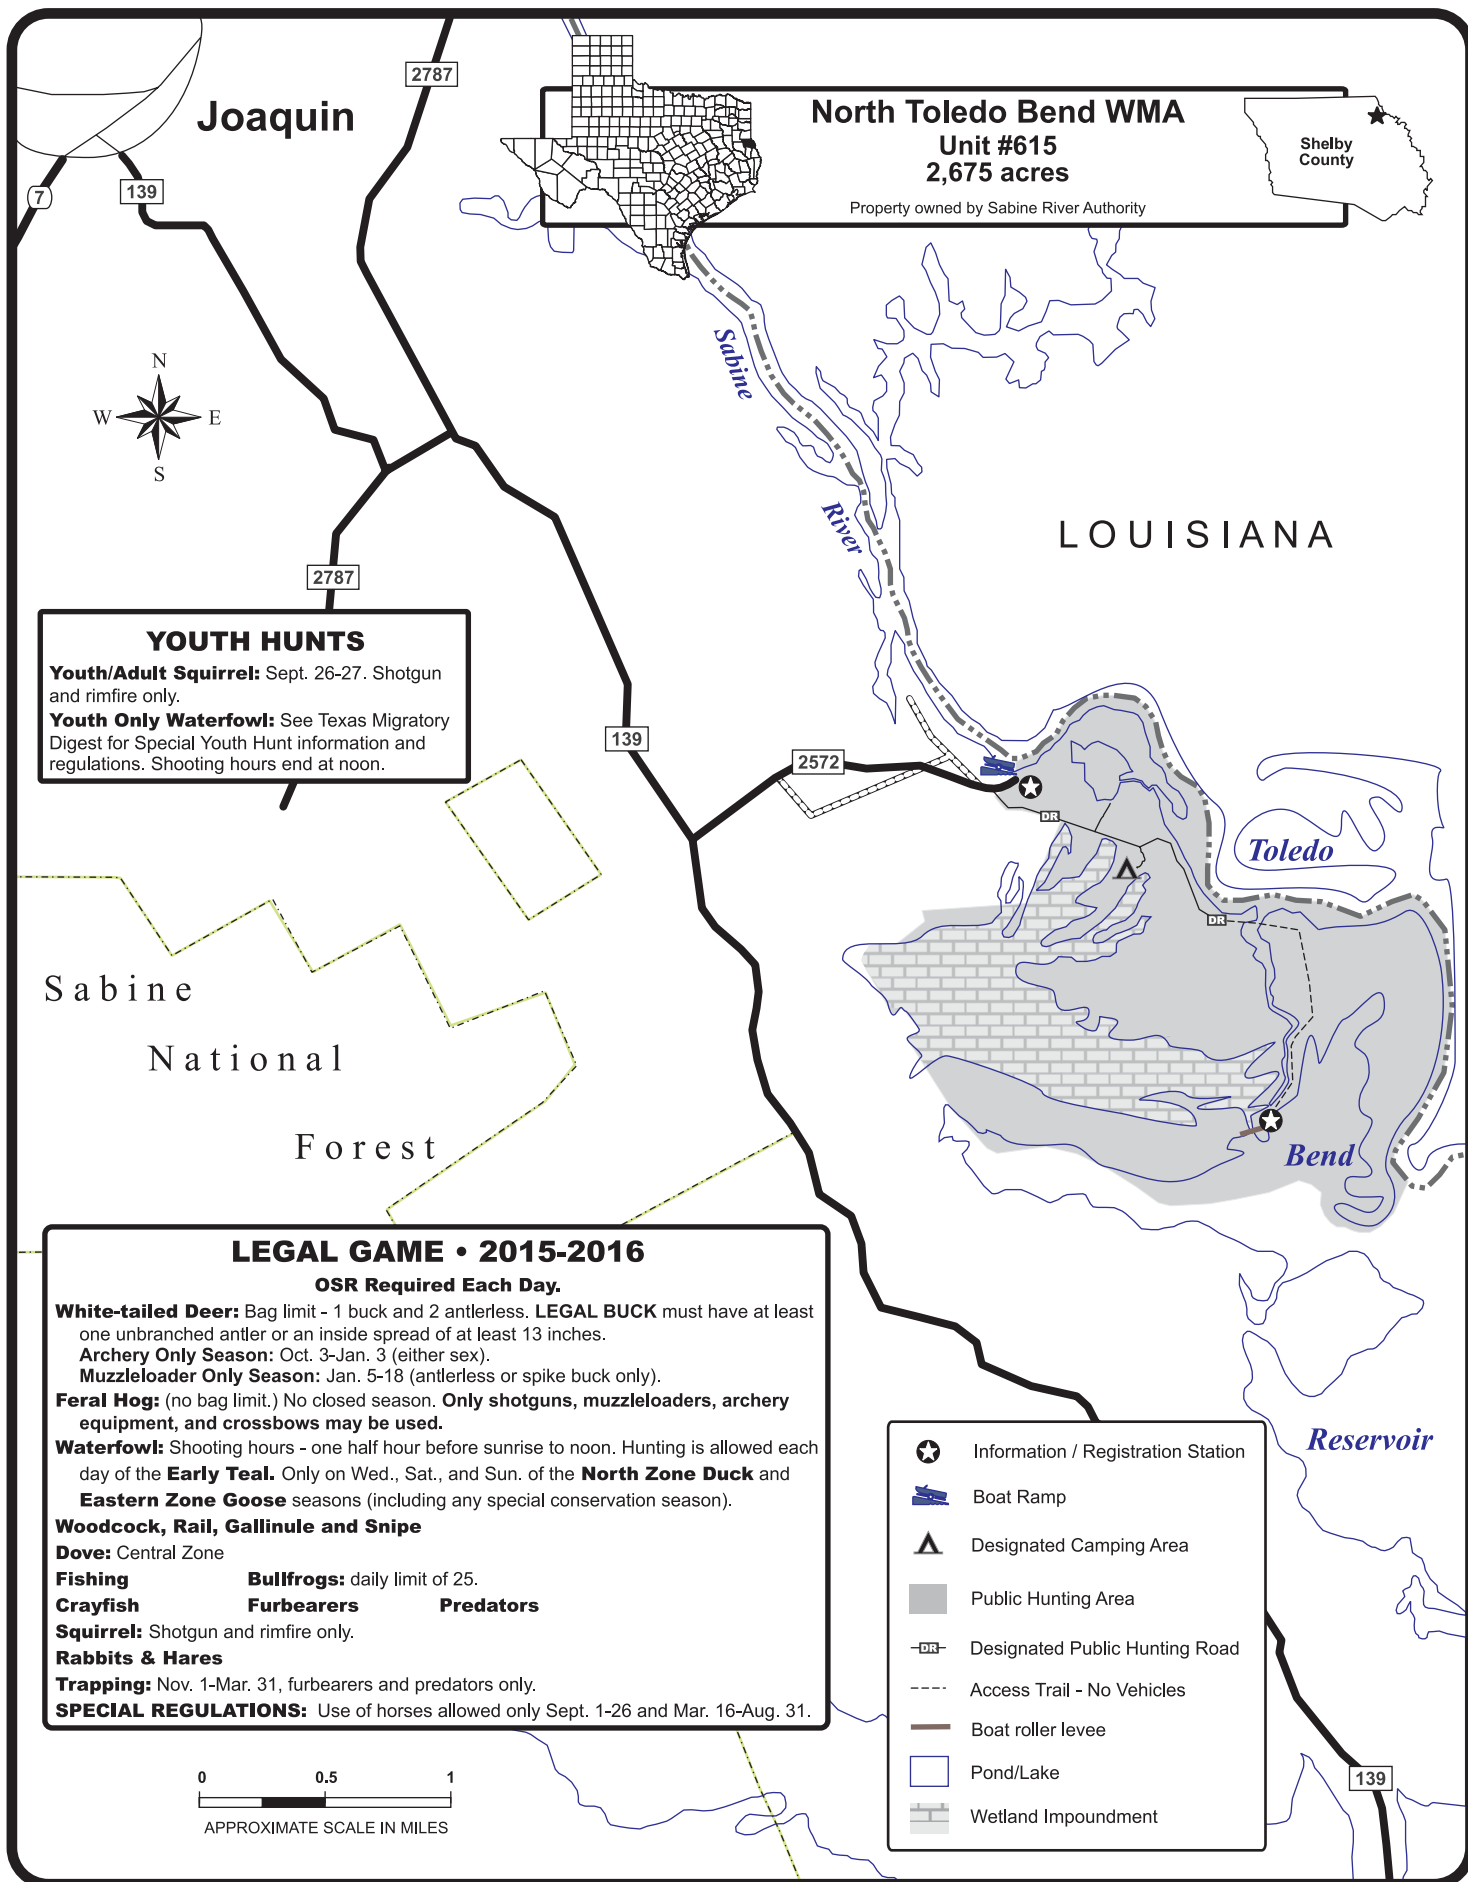 Joaquin
2787
7
139
North Toledo Bend WMA
Unit #615
2,675 acres
Property owned by Sabine River Authority
Shelby
County
Sabine
River
N
W
E
S
LOUISIANA
2787
YOUTH HUNTS
Youth/Adult Squirrel: Sept. 26-27. Shotgun
and rimfire only.
Youth Only Waterfowl: See Texas Migratory
Digest for Special Youth Hunt information and
regulations. Shooting hours end at noon.
139
2572
DR
Toledo
DR
Sabine
National
Forest
Bend
LEGAL GAME • 2015-2016
OSR Required Each Day.
White-tailed Deer: Bag limit - 1 buck and 2 antlerless. LEGAL BUCK must have at least
one unbranched antler or an inside spread of at least 13 inches.
Archery Only Season: Oct. 3-Jan. 3 (either sex).
Muzzleloader Only Season: Jan. 5-18 (antlerless or spike buck only).
Feral Hog: (no bag limit.) No closed season. Only shotguns, muzzleloaders, archery
equipment, and crossbows may be used.
Waterfowl: Shooting hours - one half hour before sunrise to noon. Hunting is allowed each
day of the Early Teal. Only on Wed., Sat., and Sun. of the North Zone Duck and
Eastern Zone Goose seasons (including any special conservation season).
Woodcock, Rail, Gallinule and Snipe
Dove: Central Zone
Fishing Bullfrogs: daily limit of 25.
Crayfish Furbearers Predators
Squirrel: Shotgun and rimfire only.
Rabbits & Hares
Trapping: Nov. 1-Mar. 31, furbearers and predators only.
SPECIAL REGULATIONS: Use of horses allowed only Sept. 1-26 and Mar. 16-Aug. 31.
Reservoir
Information / Registration Station
Boat Ramp
Designated Camping Area
Public Hunting Area
DR Designated Public Hunting Road
Access Trail - No Vehicles
Boat roller levee
Pond/Lake
Wetland Impoundment
139
0 0.5 1
APPROXIMATE SCALE IN MILES